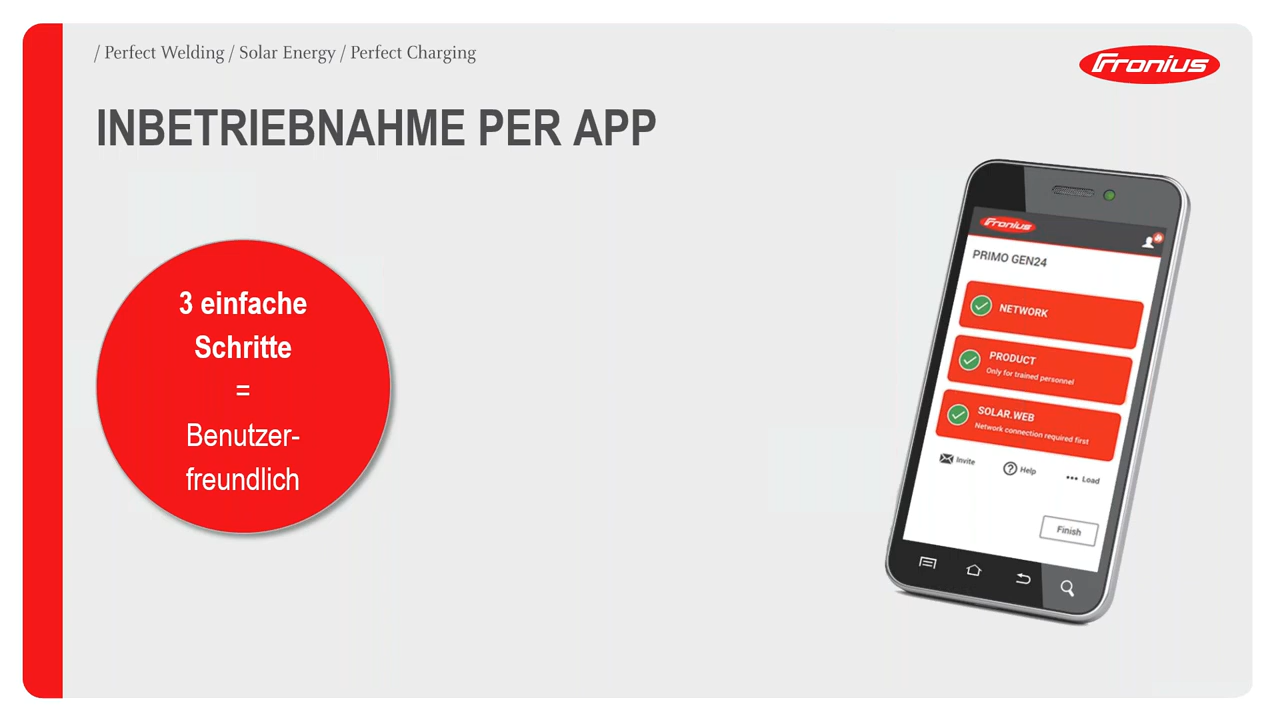 / Perfect Welding / Solar Energy / Perfect Charging
Fronius
INBETRIEBNAHME PER APP
3 einfache
Schritte
=
Benutzer-
freundlich
Fronius
PRIMO GEN24
NETWORK
PRODUCT
Only for trained personnel
SOLAR.WEB
Network connection required first
Invite
Help
Load
Finish